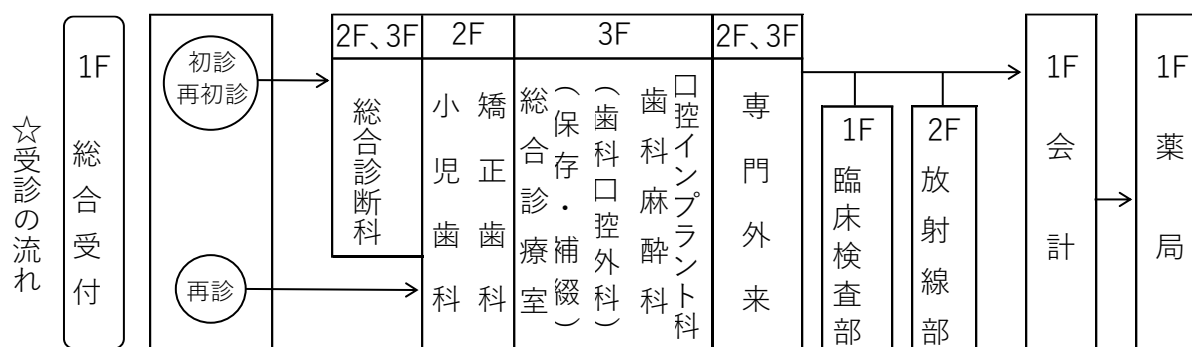 ☆受診の流れ
1F
総合受付
初診
再初診
再診
2F、3F
総合診断科
2F
小児歯科
矯正歯科
3F
総合診療室
(保存・補綴)
(歯科口腔外科)
歯科麻酔科
口腔インプラント科
2F、3F
専門外来
1F
臨床検査部
2F
放射線部
1F
会計
1F
薬局